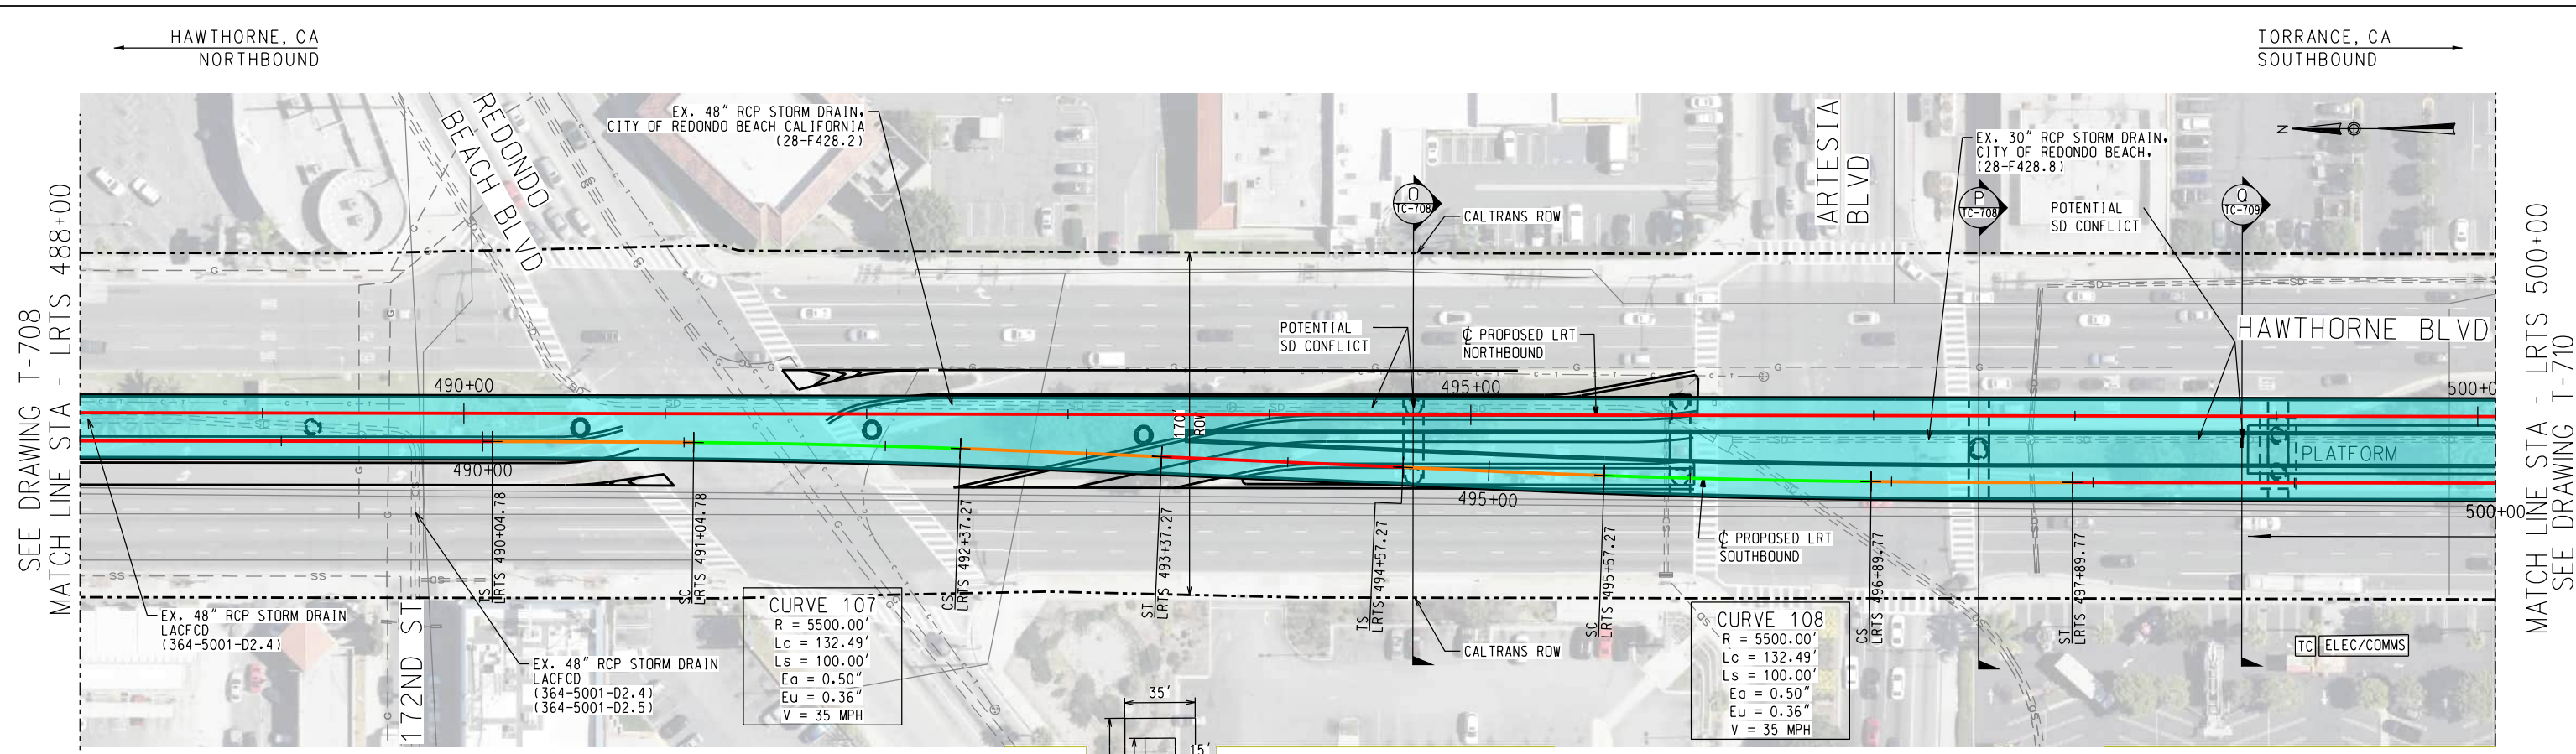 HAWTHORNE, CA
NORTHBOUND
TORRANCE, CA
SOUTHBOUND
SEE DRAWING T-708
MATCH LINE STA - LRTS 488+00
REDONDO
BEACH BLVD
EX. 48" RCP STORM DRAIN,
CITY OF REDONDO BEACH CALIFORNIA
(28-F428.2)
O
TC-708
CALTRANS ROW
ARTESIA
BLVD
EX. 30" RCP STORM DRAIN,
CITY OF REDONDO BEACH,
(28-F428.8)
P
TC-708
POTENTIAL
SD CONFLICT
Q
TC-709
N
POTENTIAL
SD CONFLICT
℄ PROPOSED LRT
NORTHBOUND
HAWTHORNE BLVD
490+00
495+00
500+0
170'
ROW
PLATFORM
490+00
495+00
500+00
TS
LRTS 490+04.78
SC
LRTS 491+04.78
CS
LRTS 492+37.27
ST
LRTS 493+37.27
TS
LRTS 494+57.27
SC
LRTS 495+57.27
CS
LRTS 496+89.77
ST
LRTS 497+89.77
℄ PROPOSED LRT
SOUTHBOUND
EX. 48" RCP STORM DRAIN
LACFCD
(364-5001-D2.4)
172ND ST
EX. 48" RCP STORM DRAIN
LACFCD
(364-5001-D2.4)
(364-5001-D2.5)
CURVE 107
R = 5500.00'
Lc = 132.49'
Ls = 100.00'
Ea = 0.50"
Eu = 0.36"
V = 35 MPH
35'
15'
CALTRANS ROW
CURVE 108
R = 5500.00'
Lc = 132.49'
Ls = 100.00'
Ea = 0.50"
Eu = 0.36"
V = 35 MPH
TC ELEC/COMMS
MATCH LINE STA - LRTS 500+00
SEE DRAWING T-710